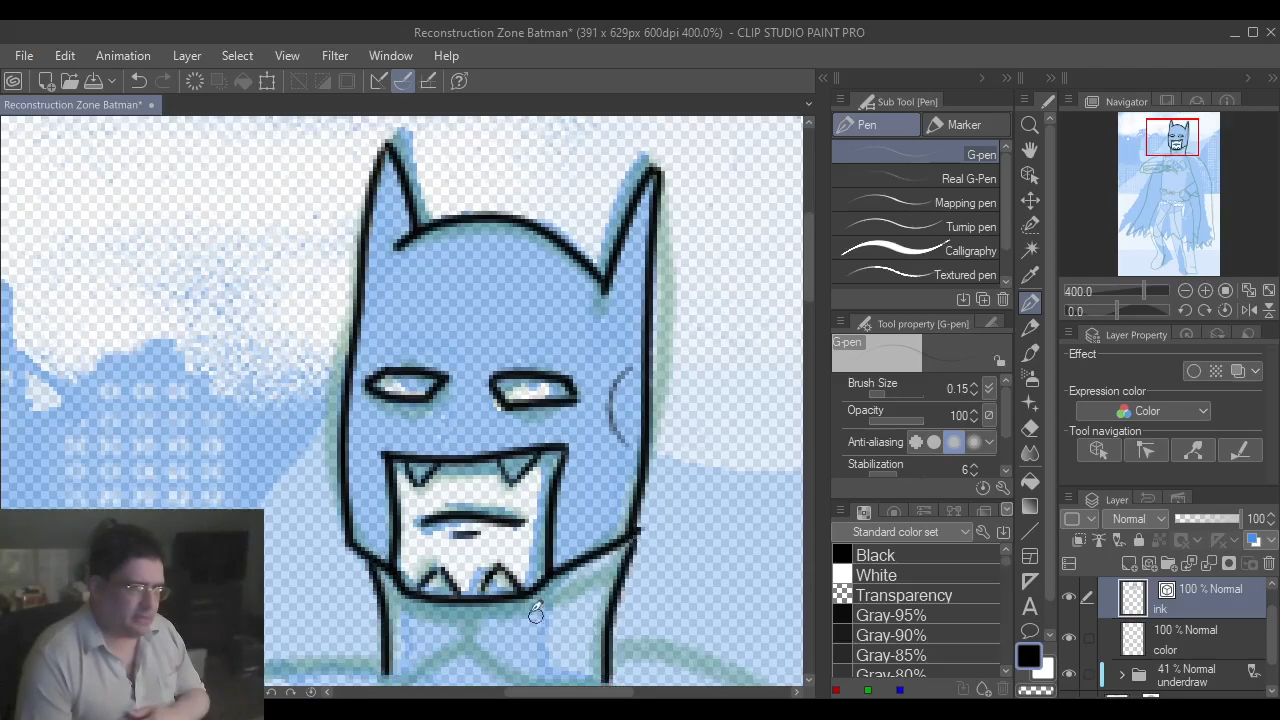 Reconstruction Zone Batman* (391 x 629px 600dpi 400.0%) - CLIP STUDIO PAINT PRO
File Edit Animation Layer Select View Filter Window Help
Reconstruction Zone Batman*
Sub Tool [Pen]
Navigator
Pen Marker
G-pen
Real G-Pen
Mapping pen
Turnip pen
Calligraphy
Textured pen
Tool property [G-pen]
G-pen
Brush Size 0.15
Opacity 100
Anti-aliasing
Stabilization 6
Standard color set
Black
White
Transparency
Gray-95%
Gray-90%
Gray-85%
Gray-80%
400.0
0.0
Layer Property
Effect
Expression color
Color
Tool navigation
Layer
Normal 100
100 % Normal
ink
100 % Normal
color
41 % Normal
underdraw